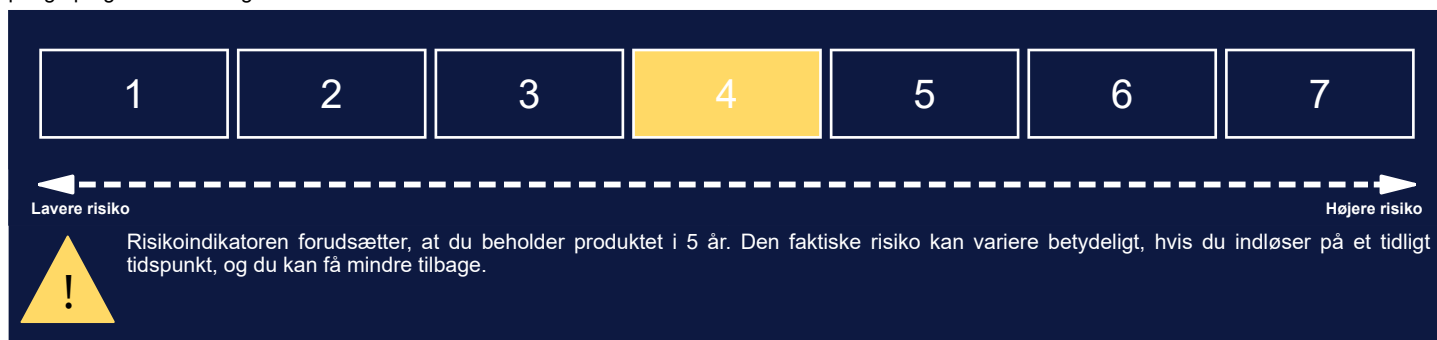 1 2 3 4 5 6 7
Lavere risiko Højere risiko
Risikoindikatoren forudsætter, at du beholder produktet i 5 år. Den faktiske risiko kan variere betydeligt, hvis du indløser på et tidligt
tidspunkt, og du kan få mindre tilbage.
!